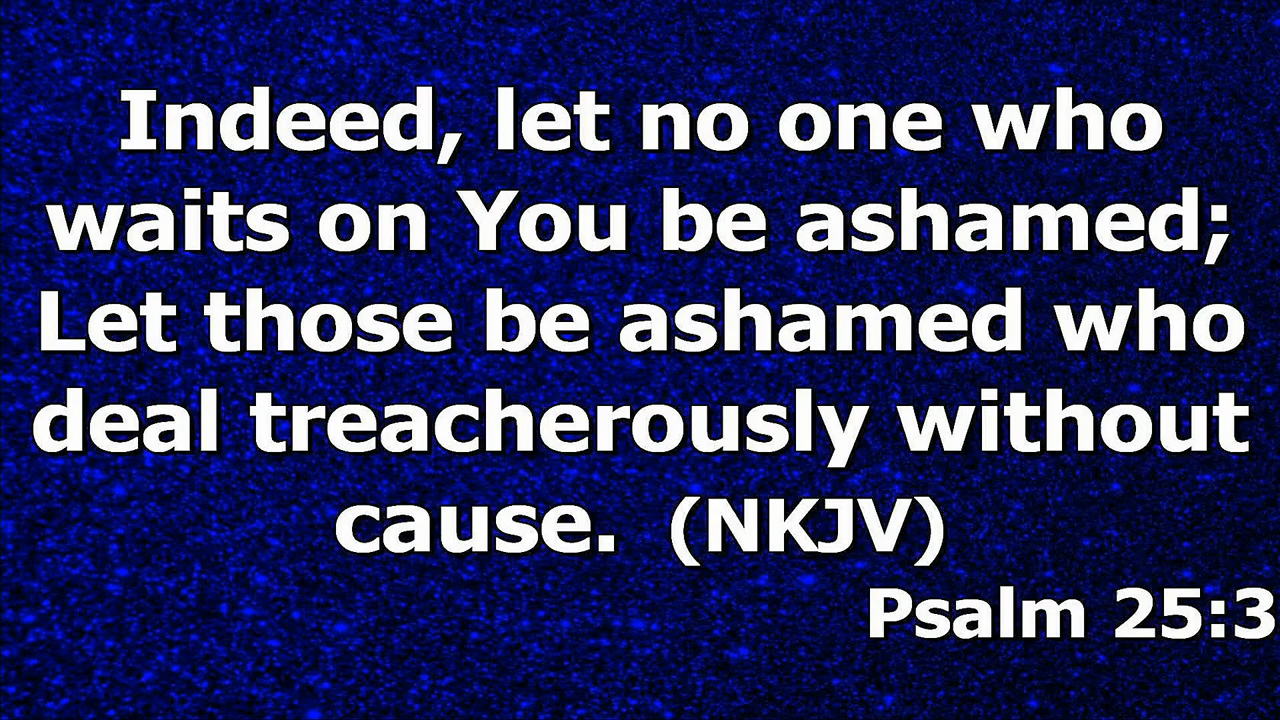 Indeed, let no one who
waits on You be ashamed;
Let those be ashamed who
deal treacherously without
cause.  (NKJV)
Psalm 25:3